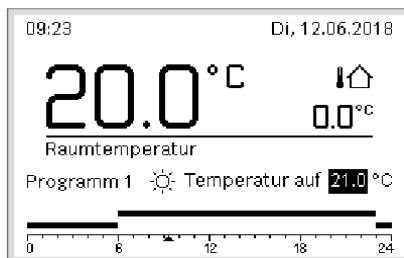 09:23 Di, 12.06.2018
20.0°C
0.0°C
Raumtemperatur
Programm 1 Temperatur auf 21.0 °C
0 6 12 18 24